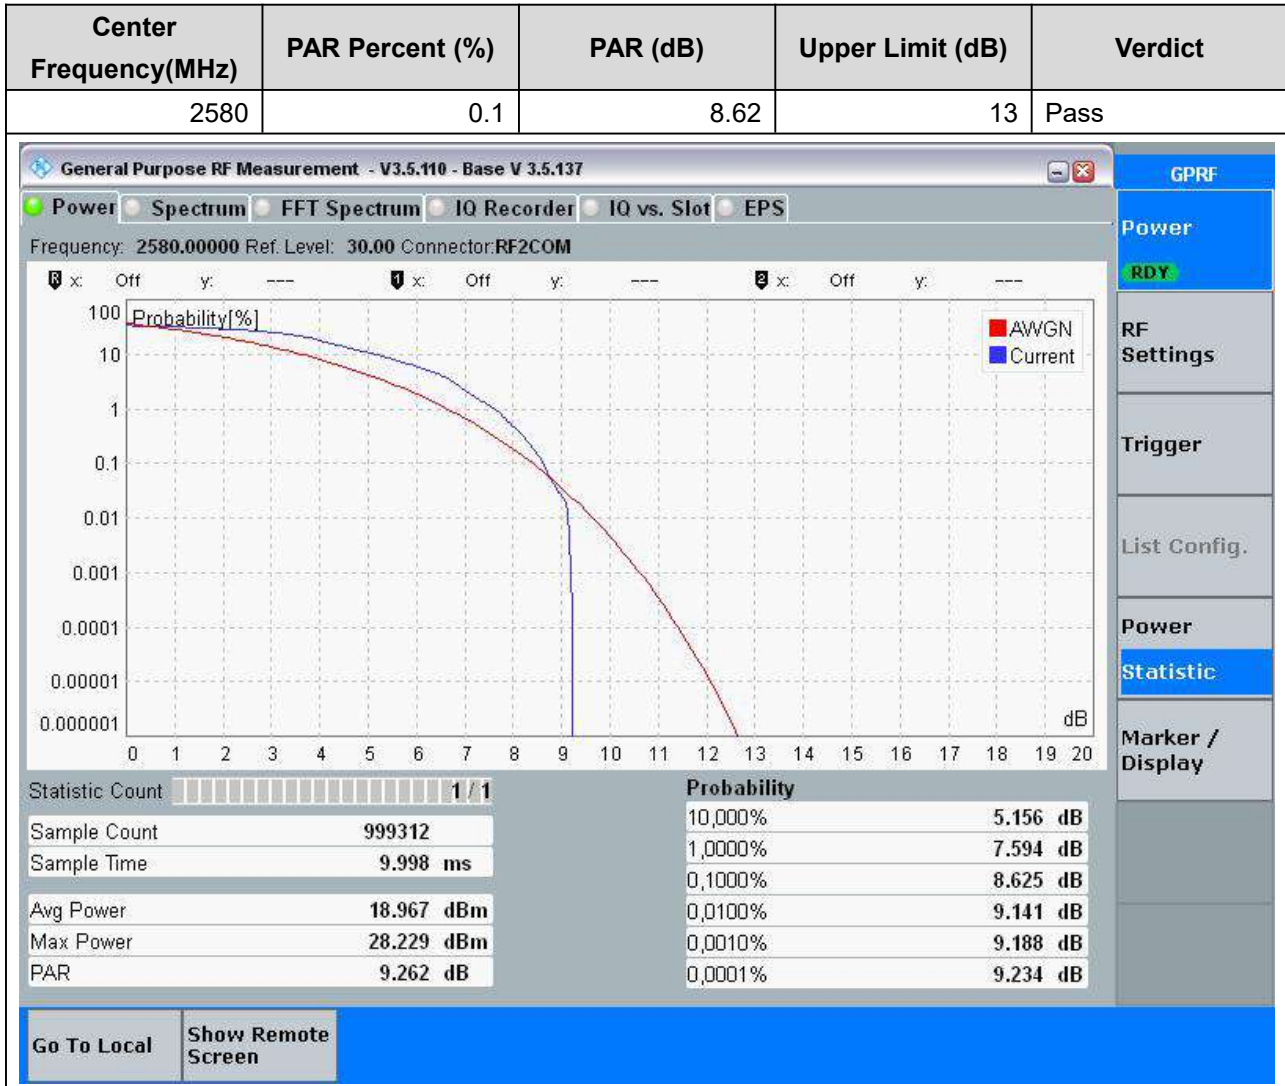 Center Frequency(MHz) PAR Percent (%) PAR (dB) Upper Limit (dB) Verdict
2580 0.1 8.62 13 Pass
General Purpose RF Measurement - V3.5.110 - Base V 3.5.137
Power Spectrum FFT Spectrum IQ Recorder IQ vs. Slot EPS
Frequency: 2580.00000 Ref. Level: 30.00 Connector:RF2COM
R x: Off y: --- 1 x: Off y: --- 2 x: Off y: ---
Probability[%]
AWGN
Current
100
10
1
0.1
0.01
0.001
0.0001
0.00001
0.000001
dB
0 1 2 3 4 5 6 7 8 9 10 11 12 13 14 15 16 17 18 19 20
Statistic Count 1 / 1
Sample Count 999312
Sample Time 9.998 ms
Avg Power 18.967 dBm
Max Power 28.229 dBm
PAR 9.262 dB
Probability
10,000% 5.156 dB
1,0000% 7.594 dB
0,1000% 8.625 dB
0,0100% 9.141 dB
0,0010% 9.188 dB
0,0001% 9.234 dB
GPRF
Power
RDY
RF
Settings
Trigger
List Config.
Power
Statistic
Marker /
Display
Go To Local
Show Remote
Screen